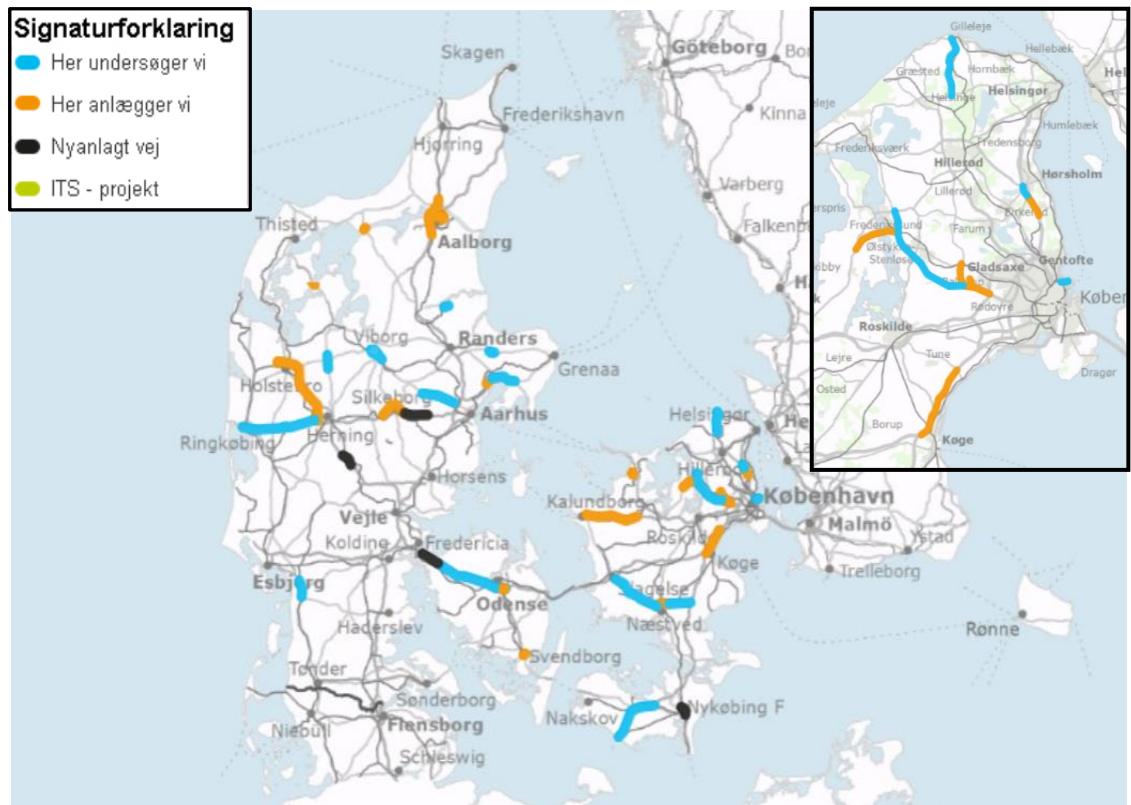 Signaturforklaring
Her undersøger vi
Her anlægger vi
Nyanlagt vej
ITS - projekt
Skagen
Göteborg
Kinna
Frederikshavn
Hjørring
Varberg
Falken
Thisted
Aalborg
Viborg
Randers
Grenaa
Holstebro
Silkeborg
Aarhus
Ringkøbing
Herning
Helsingør
Horsens
Hillerød
København
Kalundborg
Vejle
Malmö
Roskilde
Ystad
Kolding
Fredericia
Køge
Trelleborg
Esbjerg
Slagelse
Odense
Næstved
Haderslev
Rønne
Svendborg
Tønder
Sønderborg
Nakskov
Nykøbing F
Niebüll
Flensborg
Schleswig
Gilleleje
Hellebæk
Græsted
Hornbæk
Helsinge
Helsingør
Humlebæk
Frederiksværk
Fredensborg
Hillerød
Hørsholm
Lillerød
Birkerød
Frederikssund
Farum
Ølstykke
Stenløse
Gentofte
Gladsaxe
Rødovre
Køber
Roskilde
Lejre
Tune
Dragør
Osted
Borup
Køge